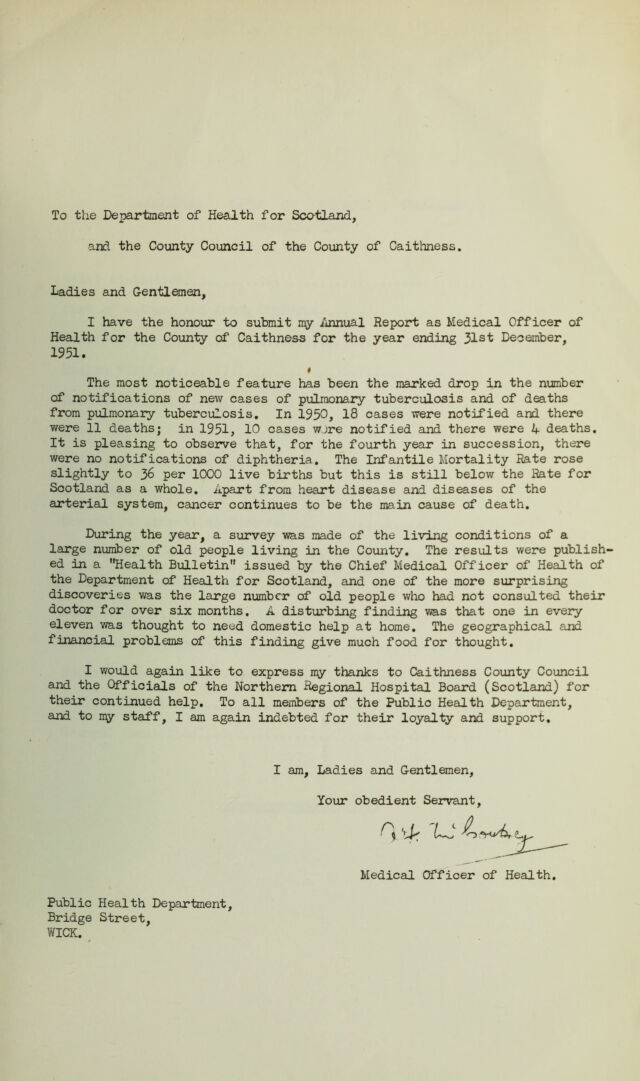 To the Department of Health for Scotland,
and the County Council of the County of Caithness.
Ladies and Gentlemen,
I have the honour to submit my Annual Report as Medical Officer of
Health for the County of Caithness for the year ending 31st December,
1951.
The most noticeable feature has been the marked drop in the number
of notifications of new cases of pulmonary tuberculosis and of deaths
from pulmonary tuberculosis. In 1950, 18 cases were notified and there
were 11 deaths; in 1951, 10 cases were notified and there were 4 deaths.
It is pleasing to observe that, for the fourth year in succession, there
were no notifications of diphtheria. The Infantile Mortality Rate rose
slightly to 36 per 1000 live births but this is still below the Rate for
Scotland as a whole. Apart from heart disease and diseases of the
arterial system, cancer continues to be the main cause of death.
During the year, a survey was made of the living conditions of a
large number of old people living in the County. The results were publish-
ed in a "Health Bulletin" issued by the Chief Medical Officer of Health of
the Department of Health for Scotland, and one of the more surprising
discoveries was the large number of old people who had not consulted their
doctor for over six months. A disturbing finding was that one in every
eleven was thought to need domestic help at home. The geographical and
financial problems of this finding give much food for thought.
I would again like to express my thanks to Caithness County Council
and the Officials of the Northern Regional Hospital Board (Scotland) for
their continued help. To all members of the Public Health Department,
and to my staff, I am again indebted for their loyalty and support.
I am, Ladies and Gentlemen,
Your obedient Servant,
Medical Officer of Health.
Public Health Department,
Bridge Street,
WICK.